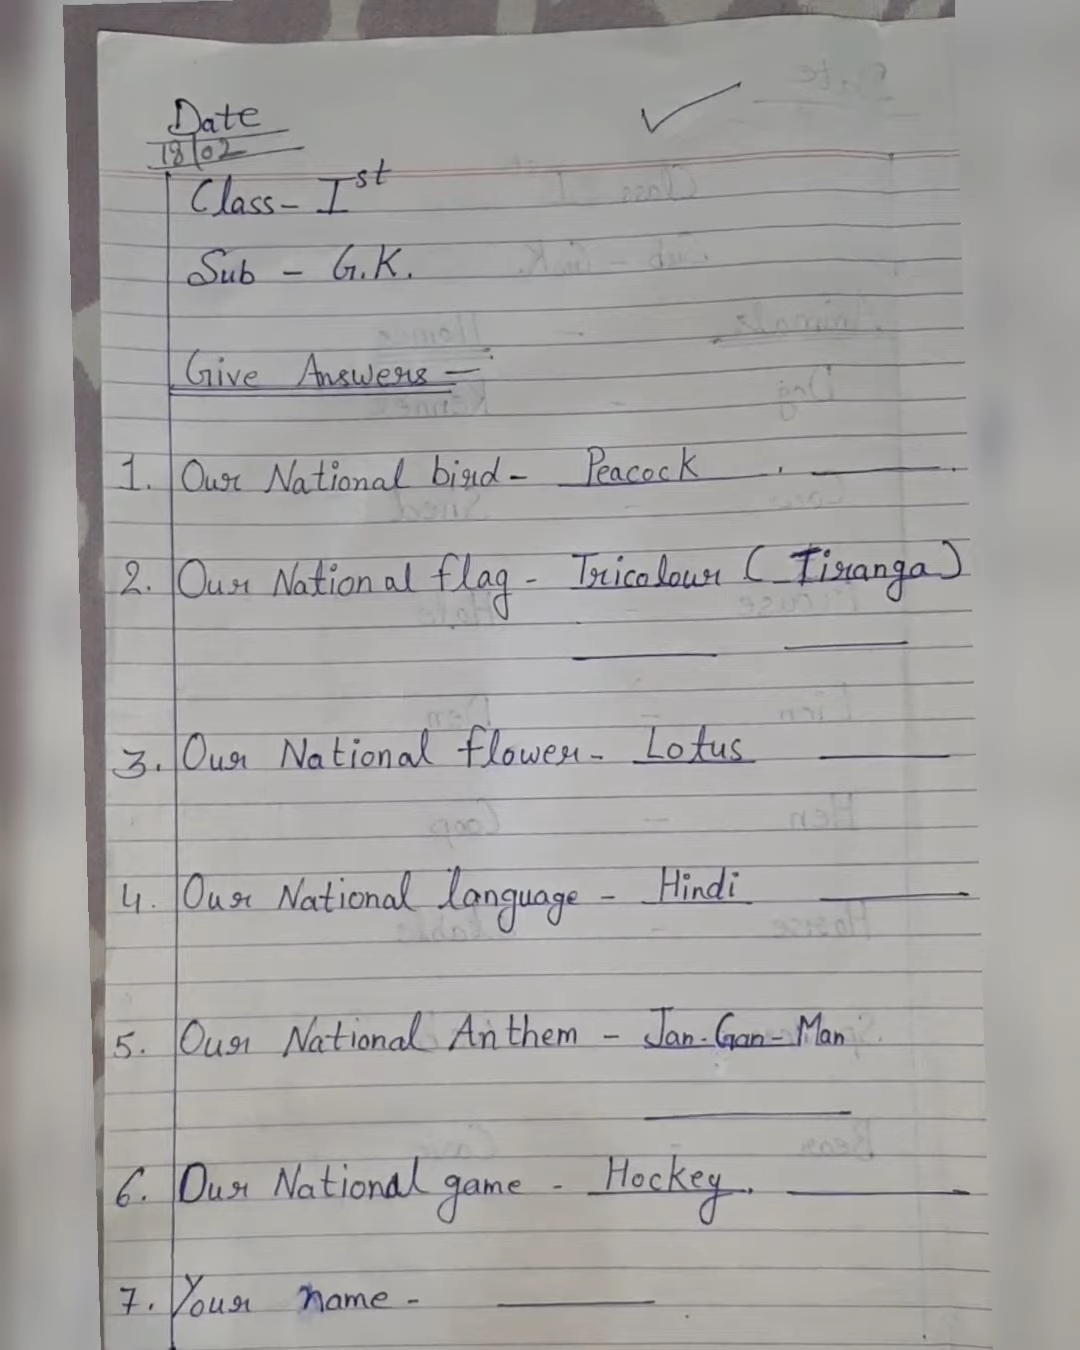 Date
18/02
Class- Ist
Sub - G.K.
Give Answers -
1. Our National bird - Peacock
2. Our National flag - Tricolour (Tiranga)
3. Our National flower - Lotus
4. Our National language - Hindi
5. Our National Anthem - Jan-Gan-Man
6. Our National game - Hockey.
7. Your name -